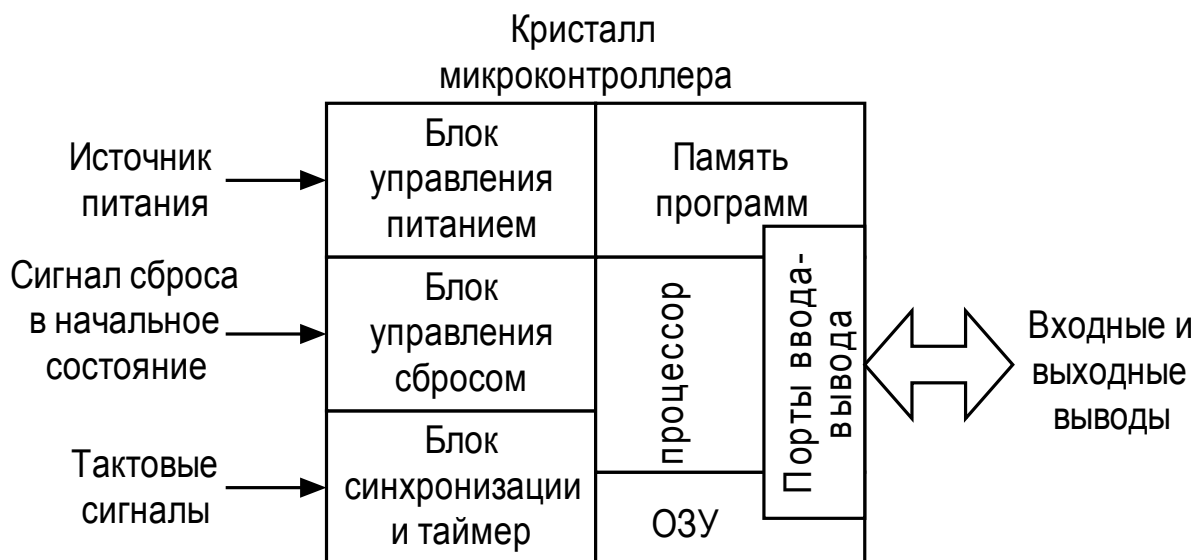 Кристалл
микроконтроллера
Источник
питания
Блок
управления
питанием
Память
программ
Сигнал сброса
в начальное
состояние
Блок
управления
сбросом
процессор
Порты ввода-
вывода
Входные и
выходные
выводы
Тактовые
сигналы
Блок
синхронизации
и таймер
ОЗУ